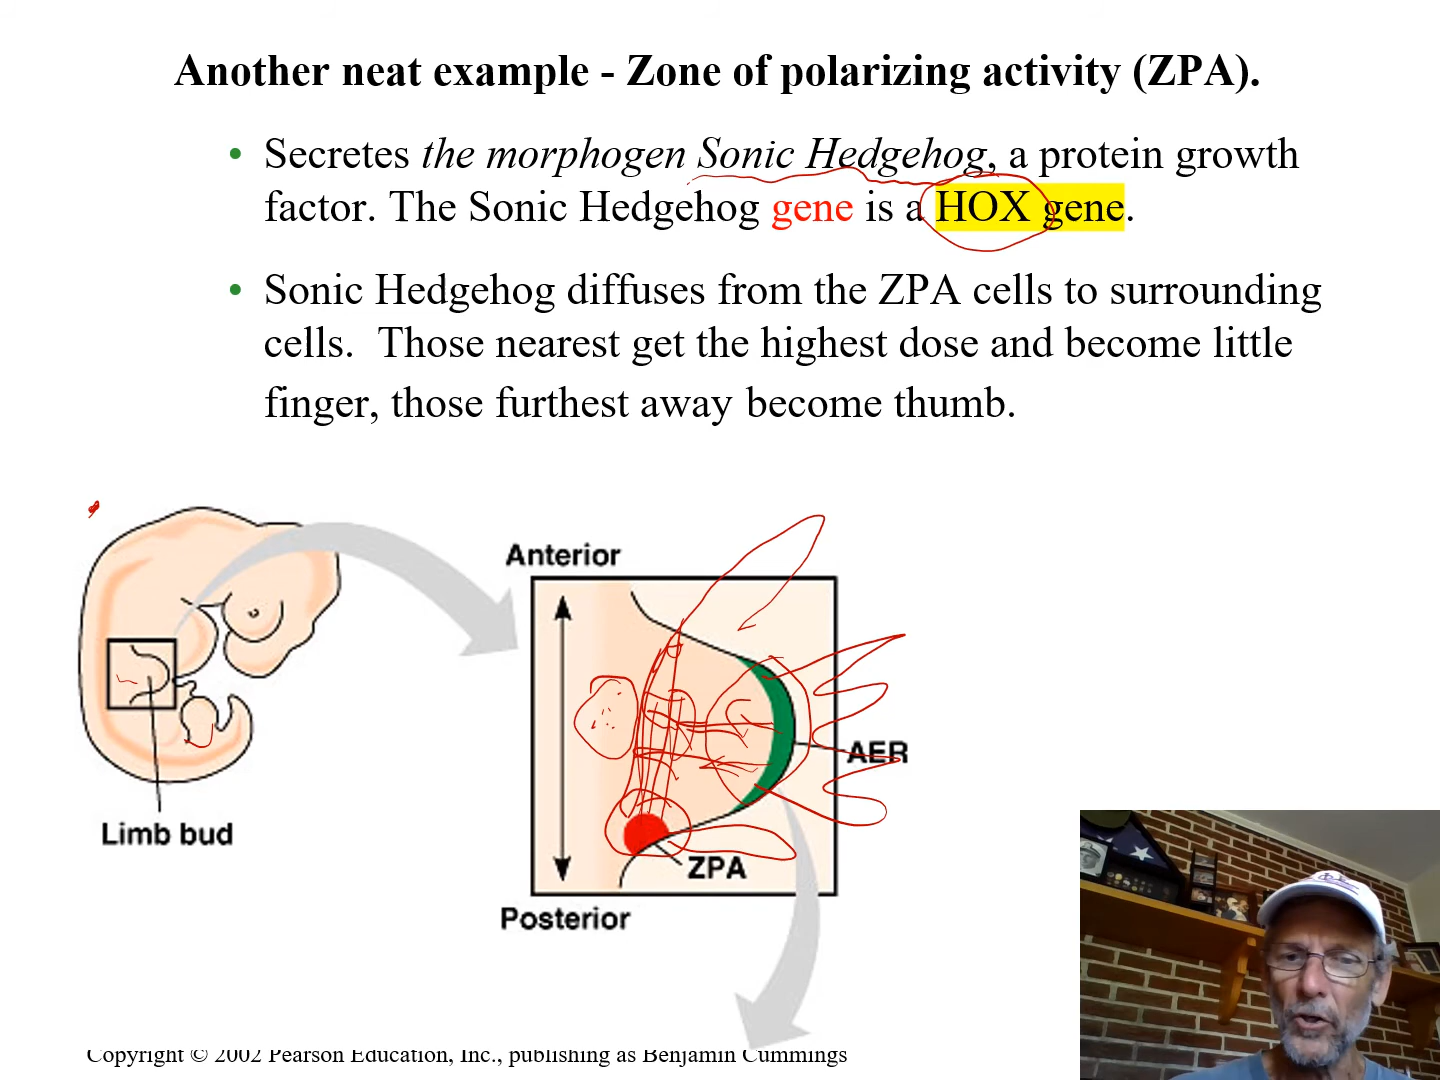 Another neat example - Zone of polarizing activity (ZPA).
• Secretes the morphogen Sonic Hedgehog, a protein growth
factor. The Sonic Hedgehog gene is a HOX gene.
• Sonic Hedgehog diffuses from the ZPA cells to surrounding
cells.  Those nearest get the highest dose and become little
finger, those furthest away become thumb.
Anterior
AER
Limb bud
ZPA
Posterior
Copyright © 2002 Pearson Education, Inc., publishing as Benjamin Cummings